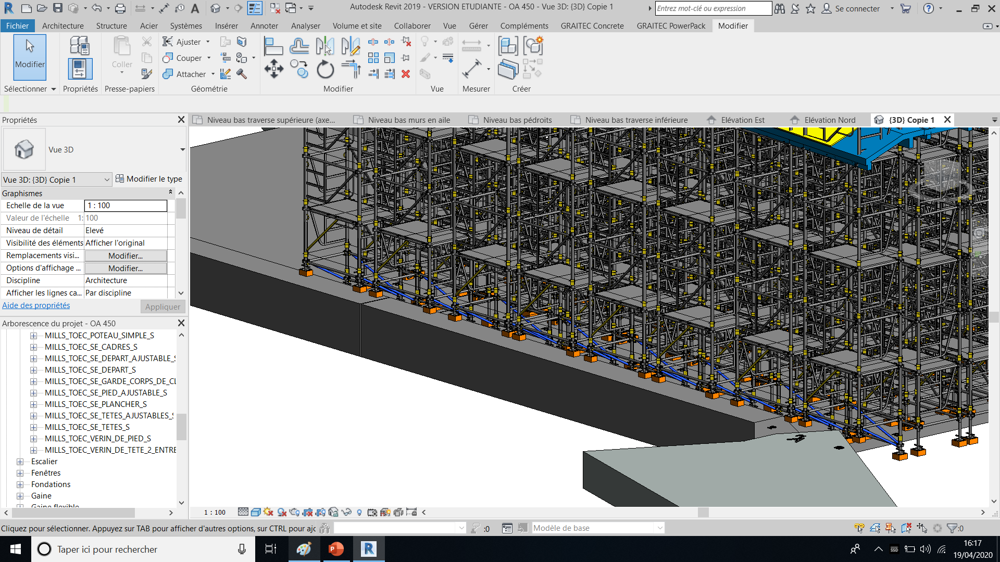 Autodesk Revit 2019 - VERSION ETUDIANTE - OA 450 - Vue 3D: {3D} Copie 1
Entrez mot-clé ou expression
Se connecter
Fichier Architecture Structure Acier Systèmes Insérer Annoter Analyser Volume et site Collaborer Vue Gérer Compléments GRAITEC Concrete GRAITEC PowerPack Modifier
Modifier
Coller
Ajuster
Couper
Attacher
Sélectionner Propriétés Presse-papiers Géométrie Modifier Vue Mesurer Créer
Propriétés
Niveau bas traverse supérieure (axe...
Niveau bas murs en aile
Niveau bas pédroits
Niveau bas traverse inférieure
Elévation Est
Elévation Nord
{3D} Copie 1
Vue 3D
Vue 3D: {3D} Copie 1
Modifier le type
Graphismes
Echelle de la vue 1 : 100
Valeur de l'échelle 1: 100
Niveau de détail Elevé
Visibilité des éléments Afficher l'original
Remplacements visi... Modifier...
Options d'affichage ... Modifier...
Discipline Architecture
Afficher les lignes ca... Par discipline
Aide des propriétés Appliquer
Arborescence du projet - OA 450
MILLS_TOEC_POTEAU_SIMPLE_S
MILLS_TOEC_SE_CADRES_S
MILLS_TOEC_SE_DEPART_AJUSTABLE_S
MILLS_TOEC_SE_DEPART_S
MILLS_TOEC_SE_GARDE_CORPS_DE_CL
MILLS_TOEC_SE_PIED_AJUSTABLE_S
MILLS_TOEC_SE_PLANCHER_S
MILLS_TOEC_SE_TETES_AJUSTABLES_S
MILLS_TOEC_SE_TETES_S
MILLS_TOEC_VERIN_DE_PIED_S
MILLS_TOEC_VERIN_DE_TETE_2_ENTRE
Escalier
Fenêtres
Fondations
Gaine
Gaine flexible
1 : 100
Cliquez pour sélectionner. Appuyez sur TAB pour afficher d'autres options, sur CTRL pour ajo
:0
Modèle de base
:0
Taper ici pour rechercher
SSD
16:17
19/04/2020